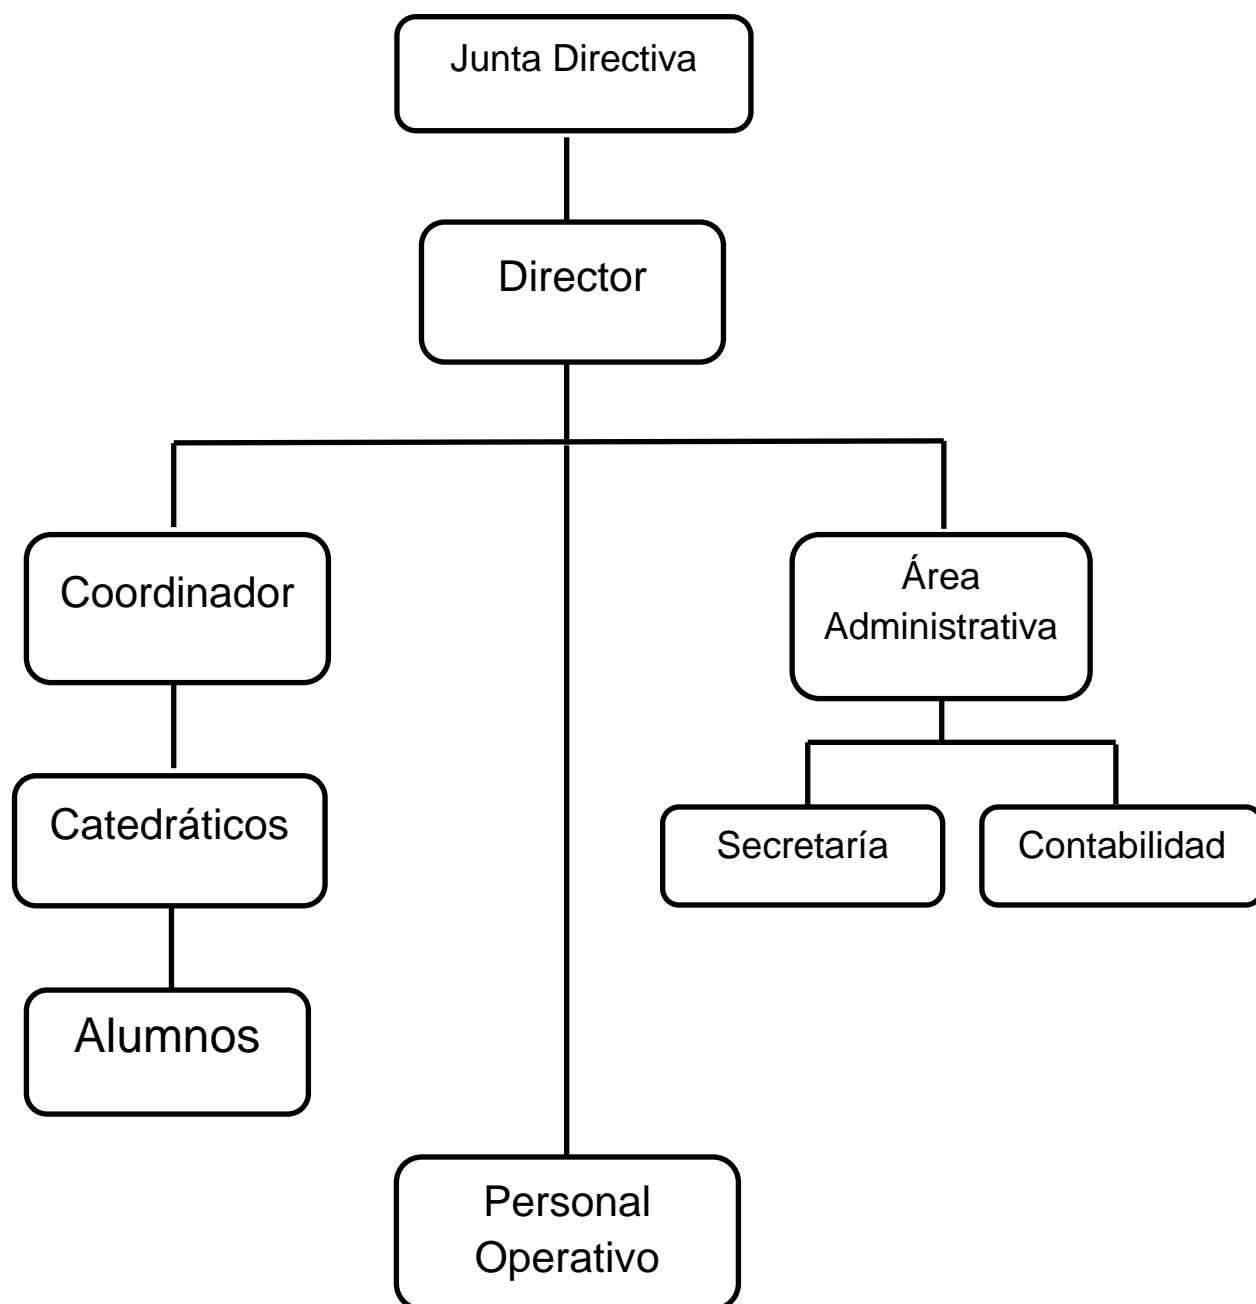 Junta Directiva
Director
Coordinador
Área
Administrativa
Catedráticos
Secretaría
Contabilidad
Alumnos
Personal
Operativo